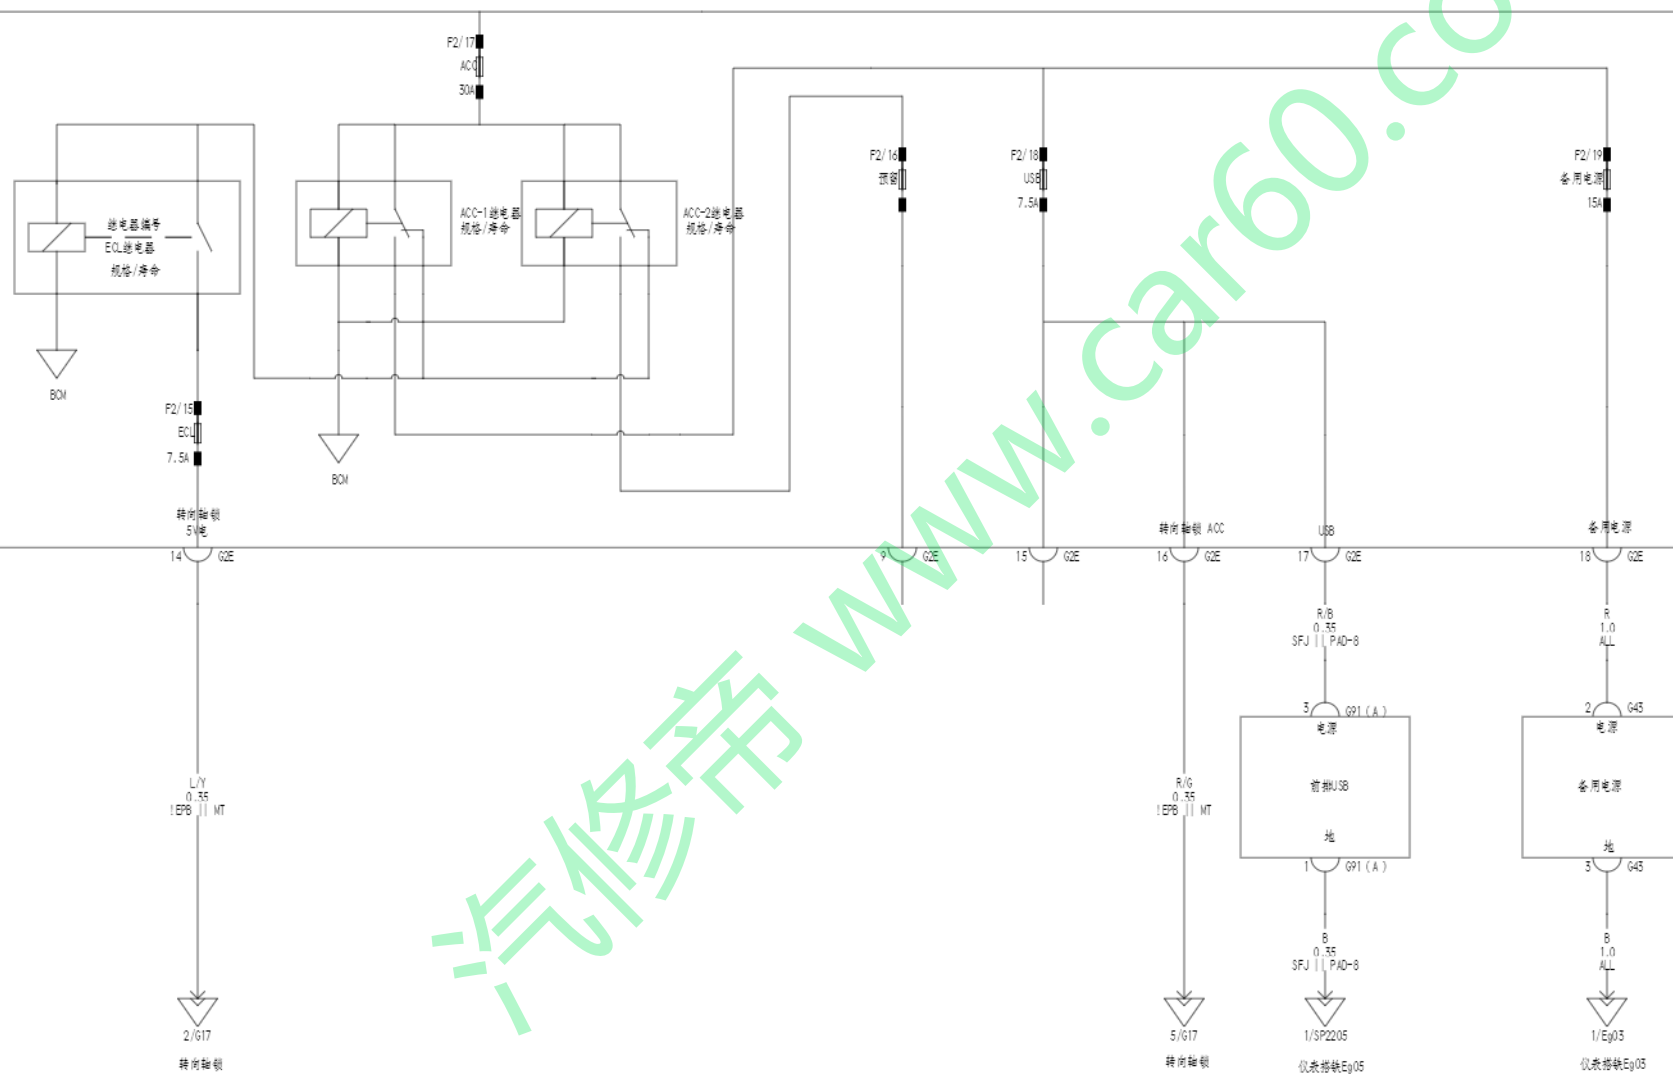 F2/17
ACC
30A
F2/16
预留
F2/18
USB
7.5A
F2/19
备用电源
15A
继电器编号
ECL继电器
规格/寿命
ACC-1继电器
规格/寿命
ACC-2继电器
规格/寿命
BCM
F2/15
ECL
7.5A
BCM
转向轴锁
5V电
转向轴锁 ACC
USB
备用电源
14 G2E
9 G2E
15 G2E
16 G2E
17 G2E
18 G2E
R/B
0.35
SFJ || PAD-8
R
1.0
ALL
3 G91(A)
电源
前排USB
地
1 G91(A)
2 G43
电源
备用电源
地
3 G43
L/Y
0.35
!EPB || MT
R/G
0.35
!EPB || MT
B
0.35
SFJ || PAD-8
B
1.0
ALL
2/G17
转向轴锁
5/G17
转向轴锁
1/SP2205
仪表搭铁Eg05
1/Eg03
仪表搭铁Eg03
汽修帝 www.car60.co